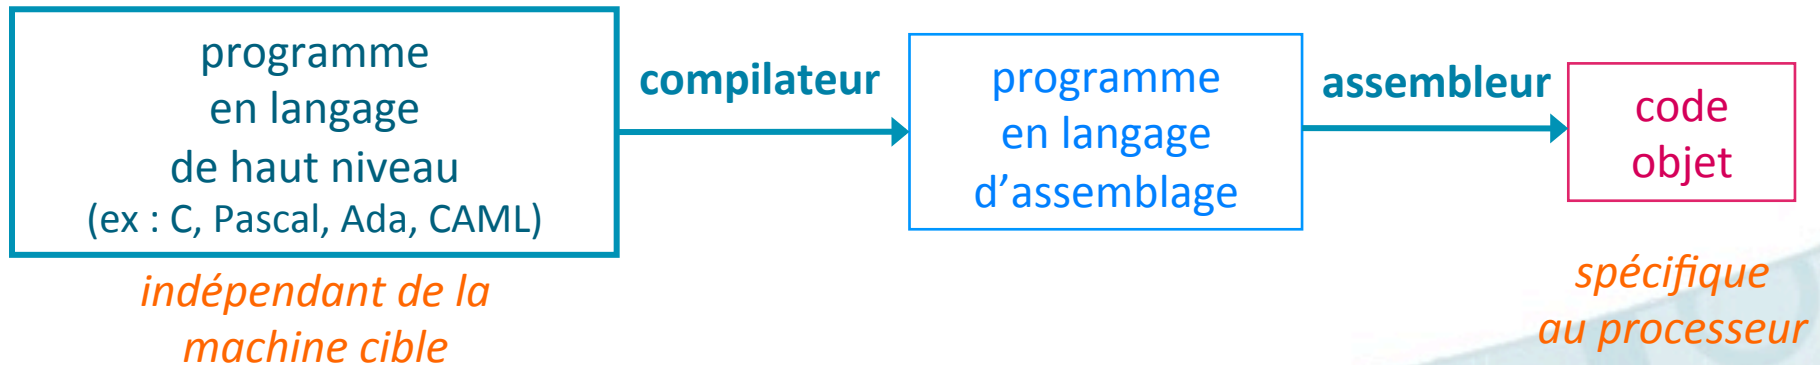 programme
en langage
de haut niveau
(ex : C, Pascal, Ada, CAML)
indépendant de la
machine cible
compilateur
programme
en langage
d’assemblage
assembleur
code
objet
spécifique
au processeur